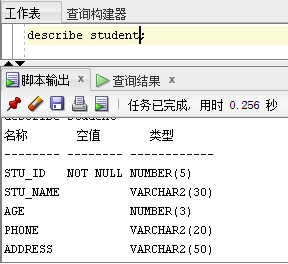 工作表 查询构建器
describe student;
脚本输出 查询结果
任务已完成, 用时 0.256 秒
describe student
名称 空值 类型
------- -------- ------------
STU_ID NOT NULL NUMBER(5)
STU_NAME VARCHAR2(30)
AGE NUMBER(3)
PHONE VARCHAR2(20)
ADDRESS VARCHAR2(50)